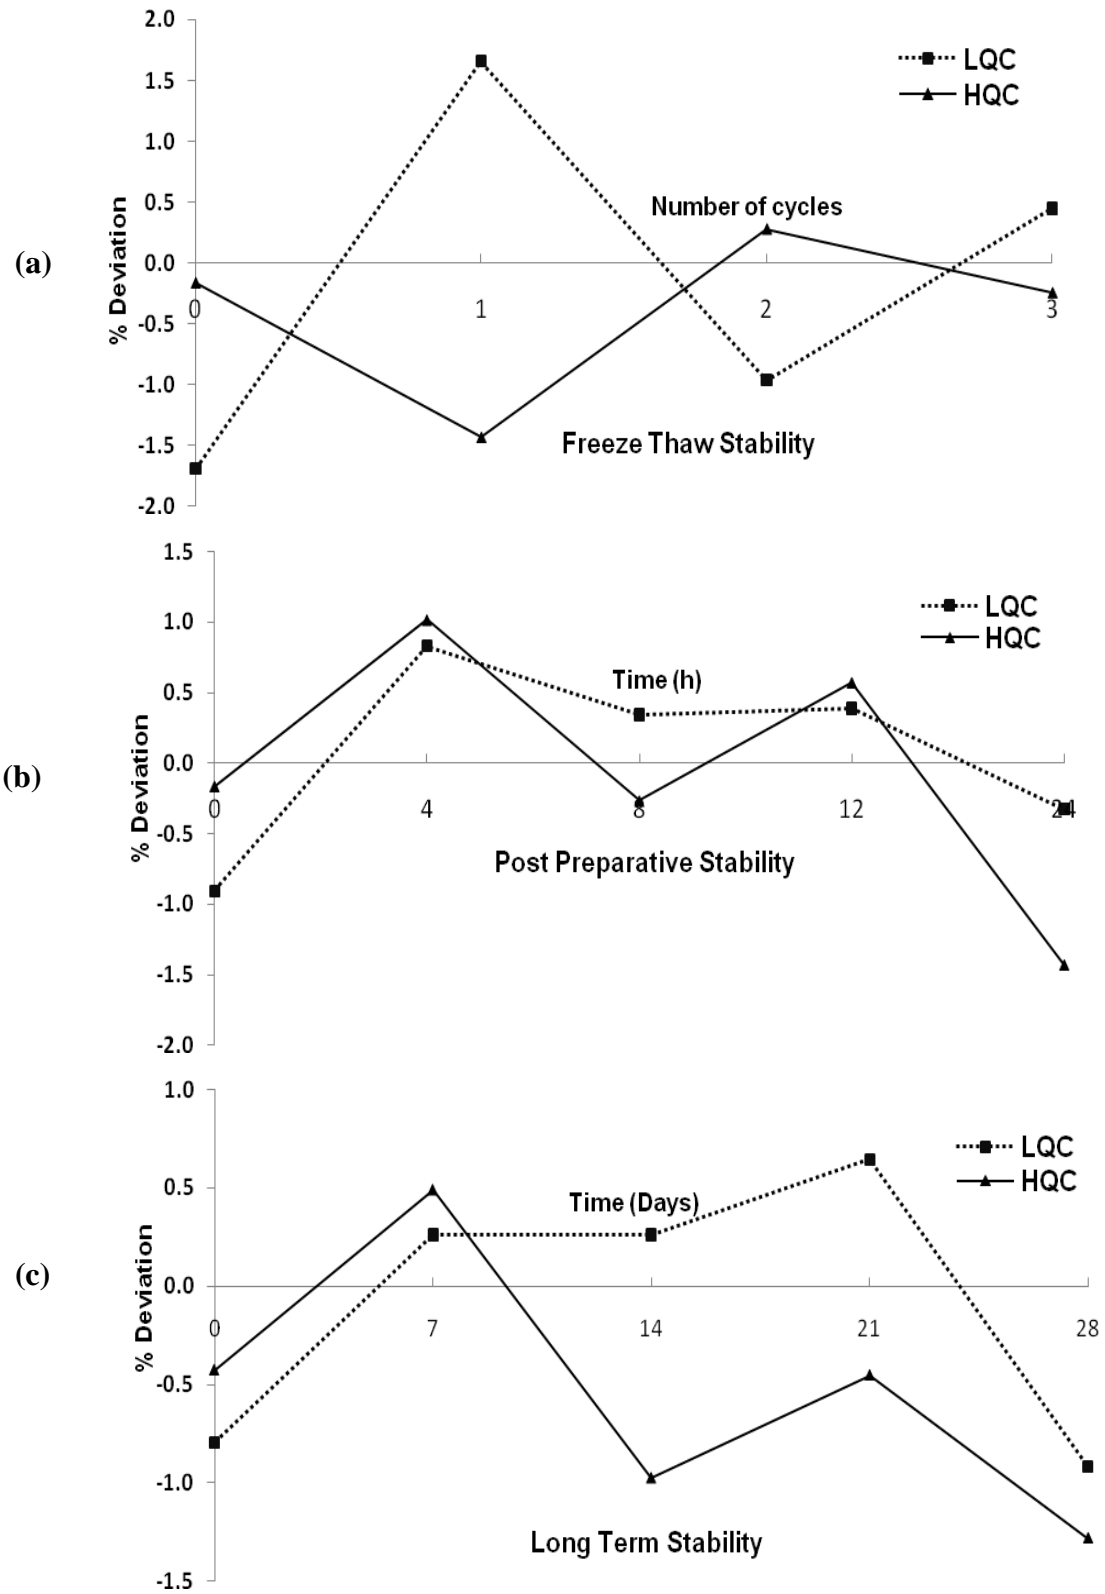 2.0
LQC
HQC
1.5
1.0
0.5
Number of cycles
(a)
% Deviation
0.0
0
1
2
3
-0.5
-1.0
-1.5
Freeze Thaw Stability
-2.0
1.5
LQC
HQC
1.0
Time (h)
0.5
(b)
% Deviation
0.0
0
4
8
12
24
-0.5
Post Preparative Stability
-1.0
-1.5
-2.0
1.0
LQC
HQC
0.5
Time (Days)
(c)
% Deviation
0.0
0
7
14
21
28
-0.5
-1.0
Long Term Stability
-1.5